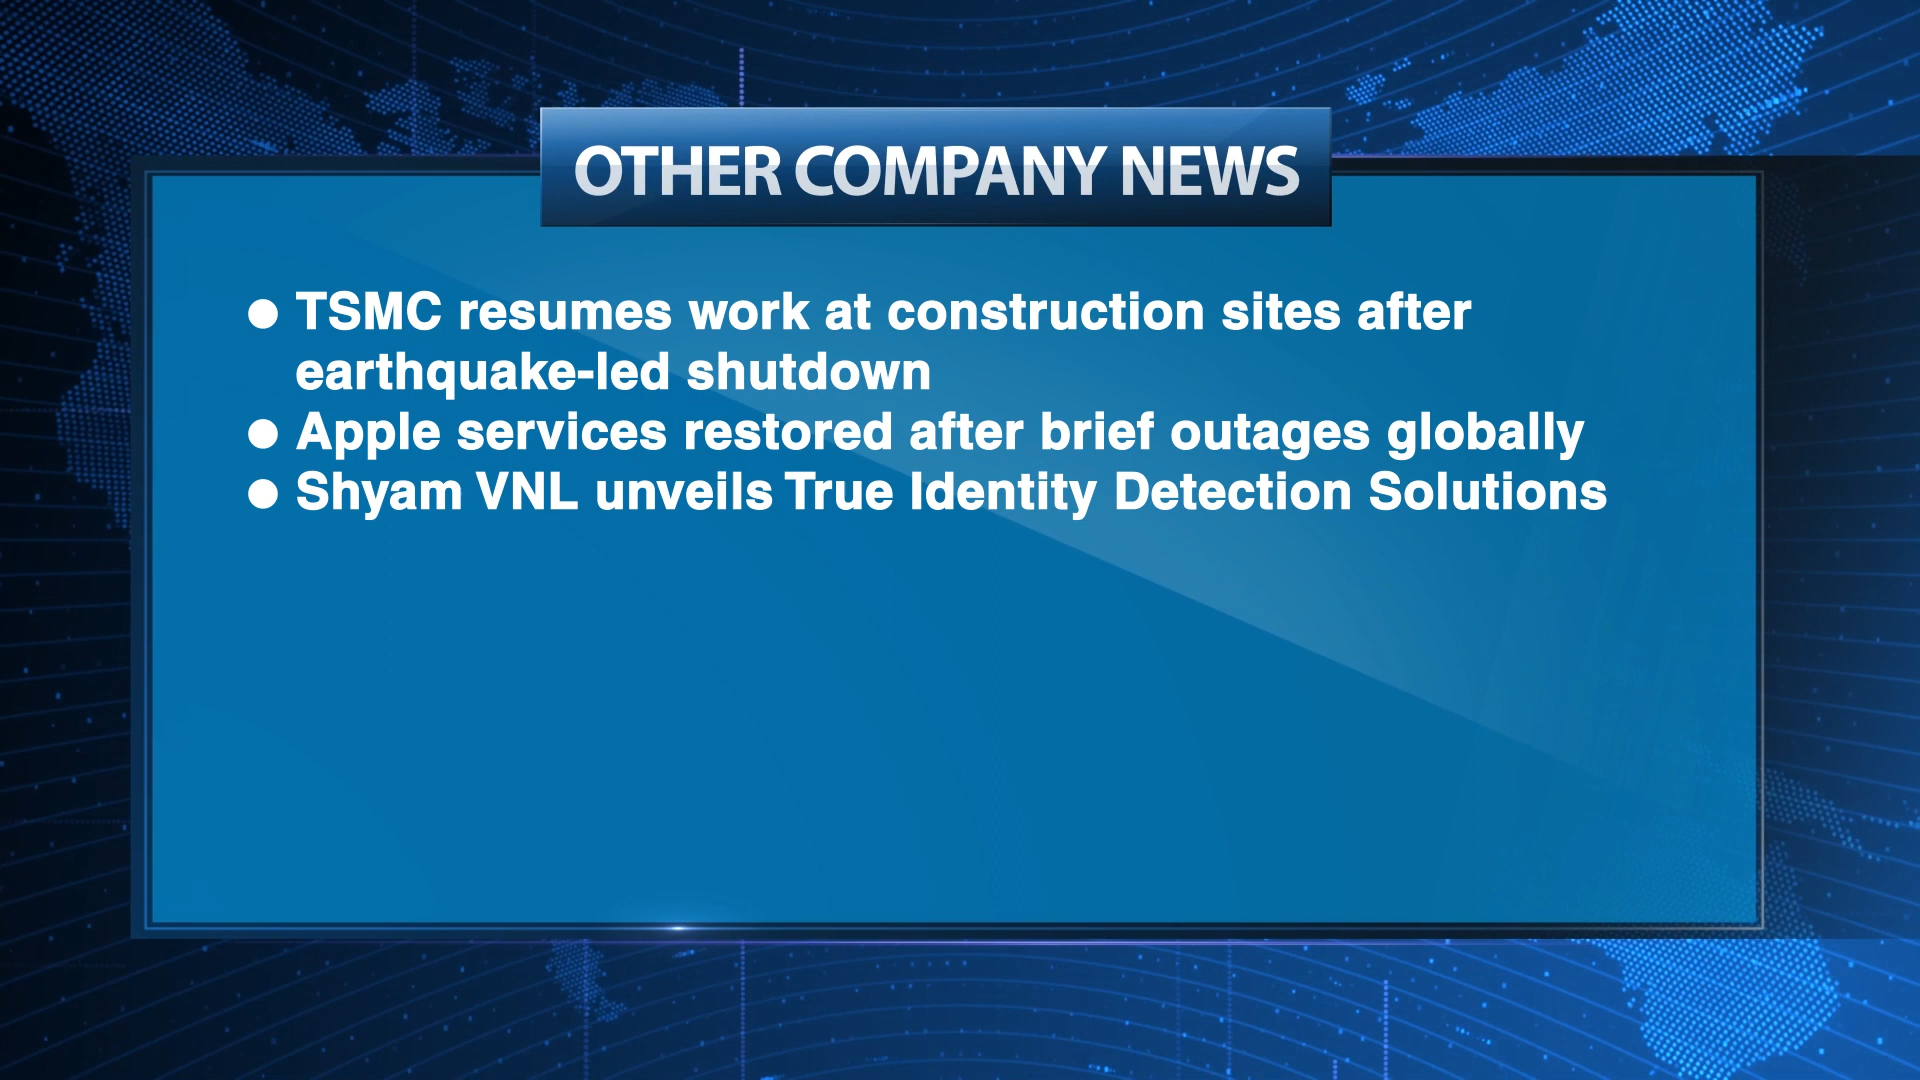 OTHER COMPANY NEWS
● TSMC resumes work at construction sites after
earthquake-led shutdown
● Apple services restored after brief outages globally
● Shyam VNL unveils True Identity Detection Solutions